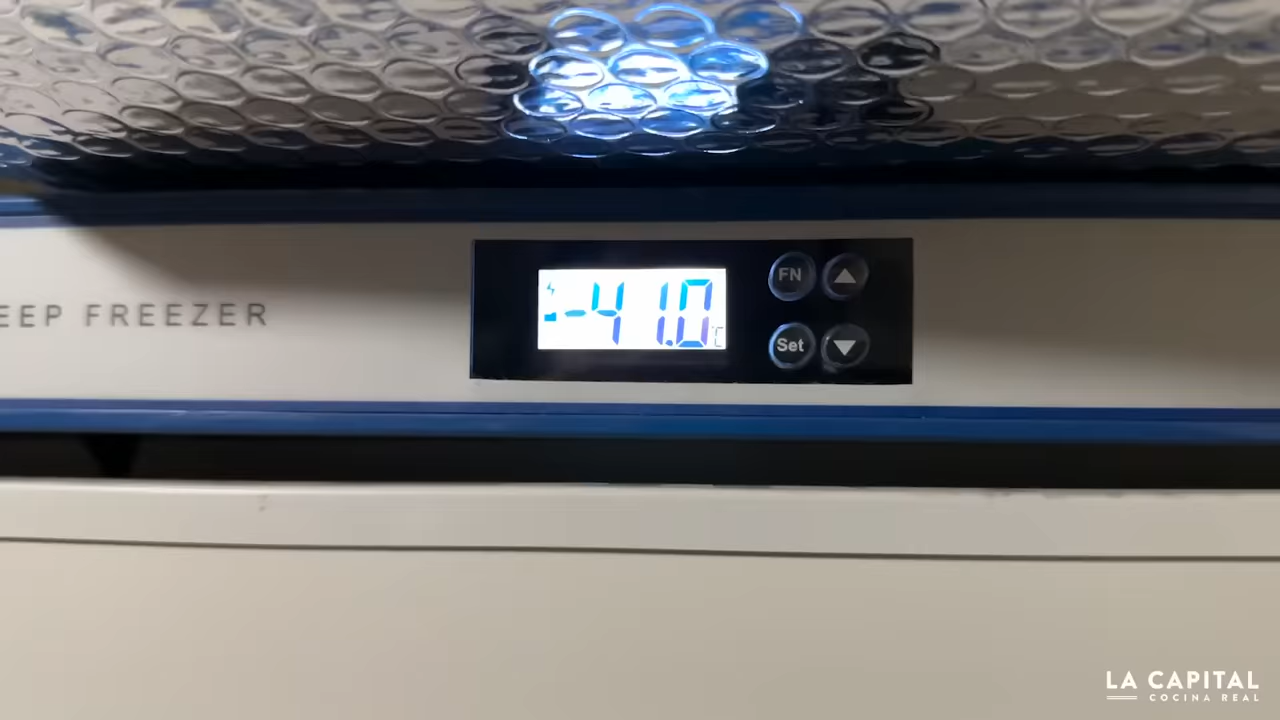 EEP FREEZER
-41.0 °C
FN
Set
LA CAPITAL
COCINA REAL